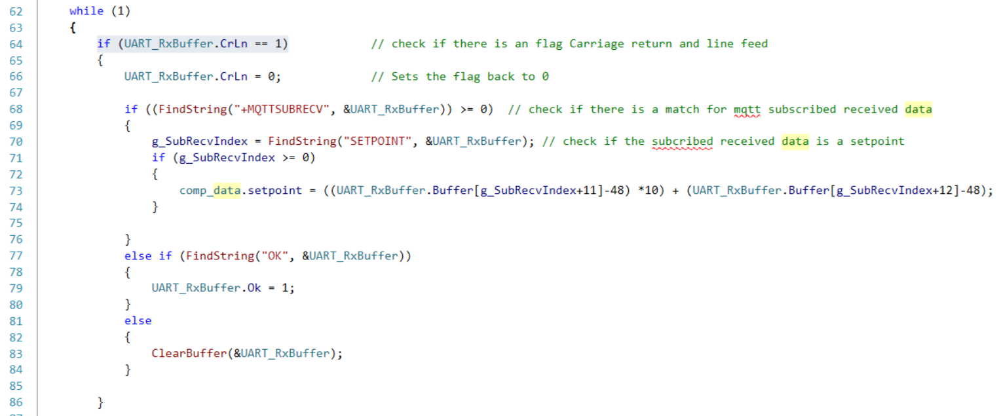 62 while (1)
63 {
64 if (UART_RxBuffer.CrLn == 1) // check if there is an flag Carriage return and line feed
65 {
66 UART_RxBuffer.CrLn = 0; // Sets the flag back to 0
67
68 if ((FindString("+MQTTSUBRECV", &UART_RxBuffer)) >= 0) // check if there is a match for mqtt subscribed received data
69 {
70 g_SubRecvIndex = FindString("SETPOINT", &UART_RxBuffer); // check if the subcribed received data is a setpoint
71 if (g_SubRecvIndex >= 0)
72 {
73 comp_data.setpoint = ((UART_RxBuffer.Buffer[g_SubRecvIndex+11]-48) *10) + (UART_RxBuffer.Buffer[g_SubRecvIndex+12]-48);
74 }
75
76 }
77 else if (FindString("OK", &UART_RxBuffer))
78 {
79 UART_RxBuffer.Ok = 1;
80 }
81 else
82 {
83 ClearBuffer(&UART_RxBuffer);
84 }
85
86 }